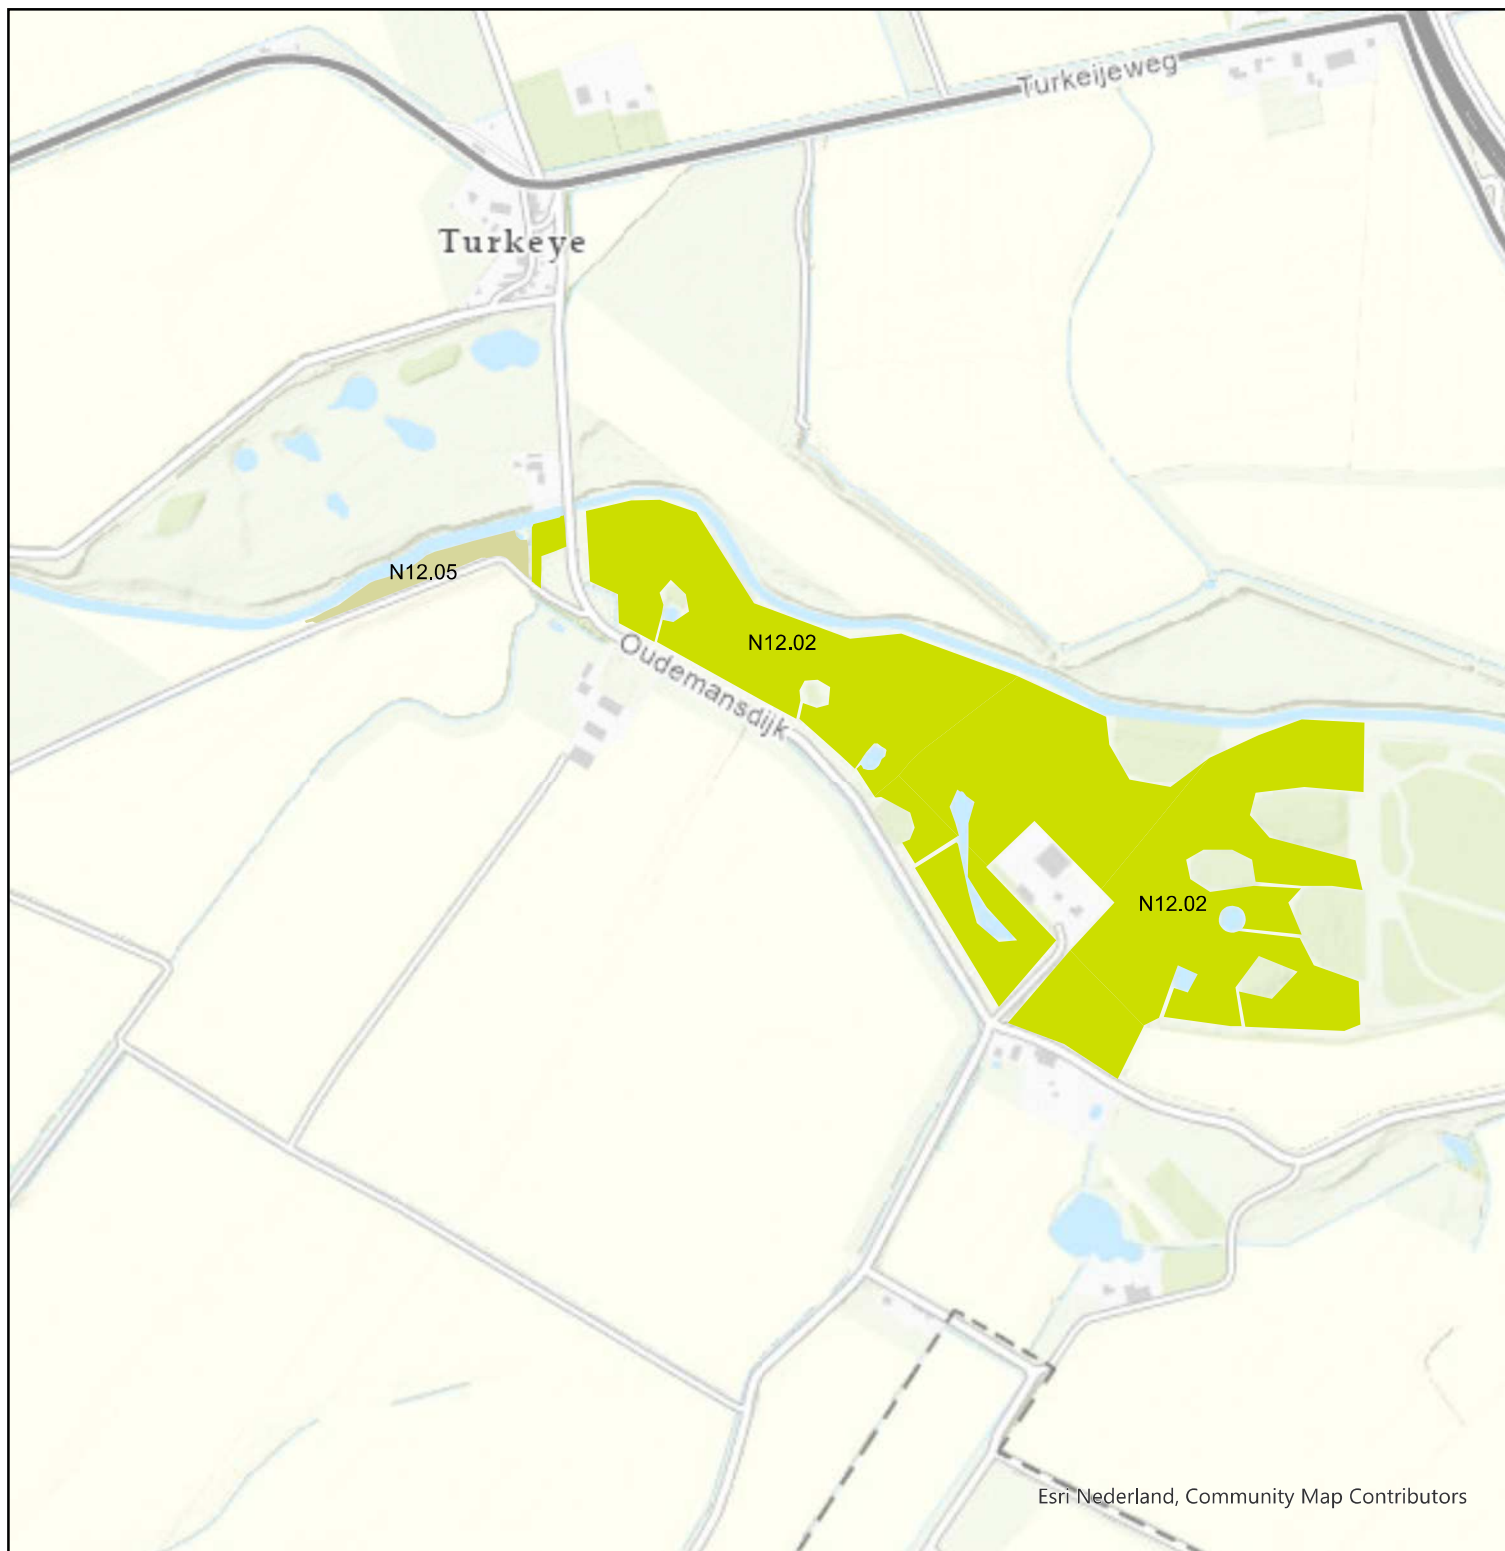 Turkeijeweg
Turkeye
N12.05
N12.02
Oudemansdijk
N12.02
Esri Nederland, Community Map Contributors